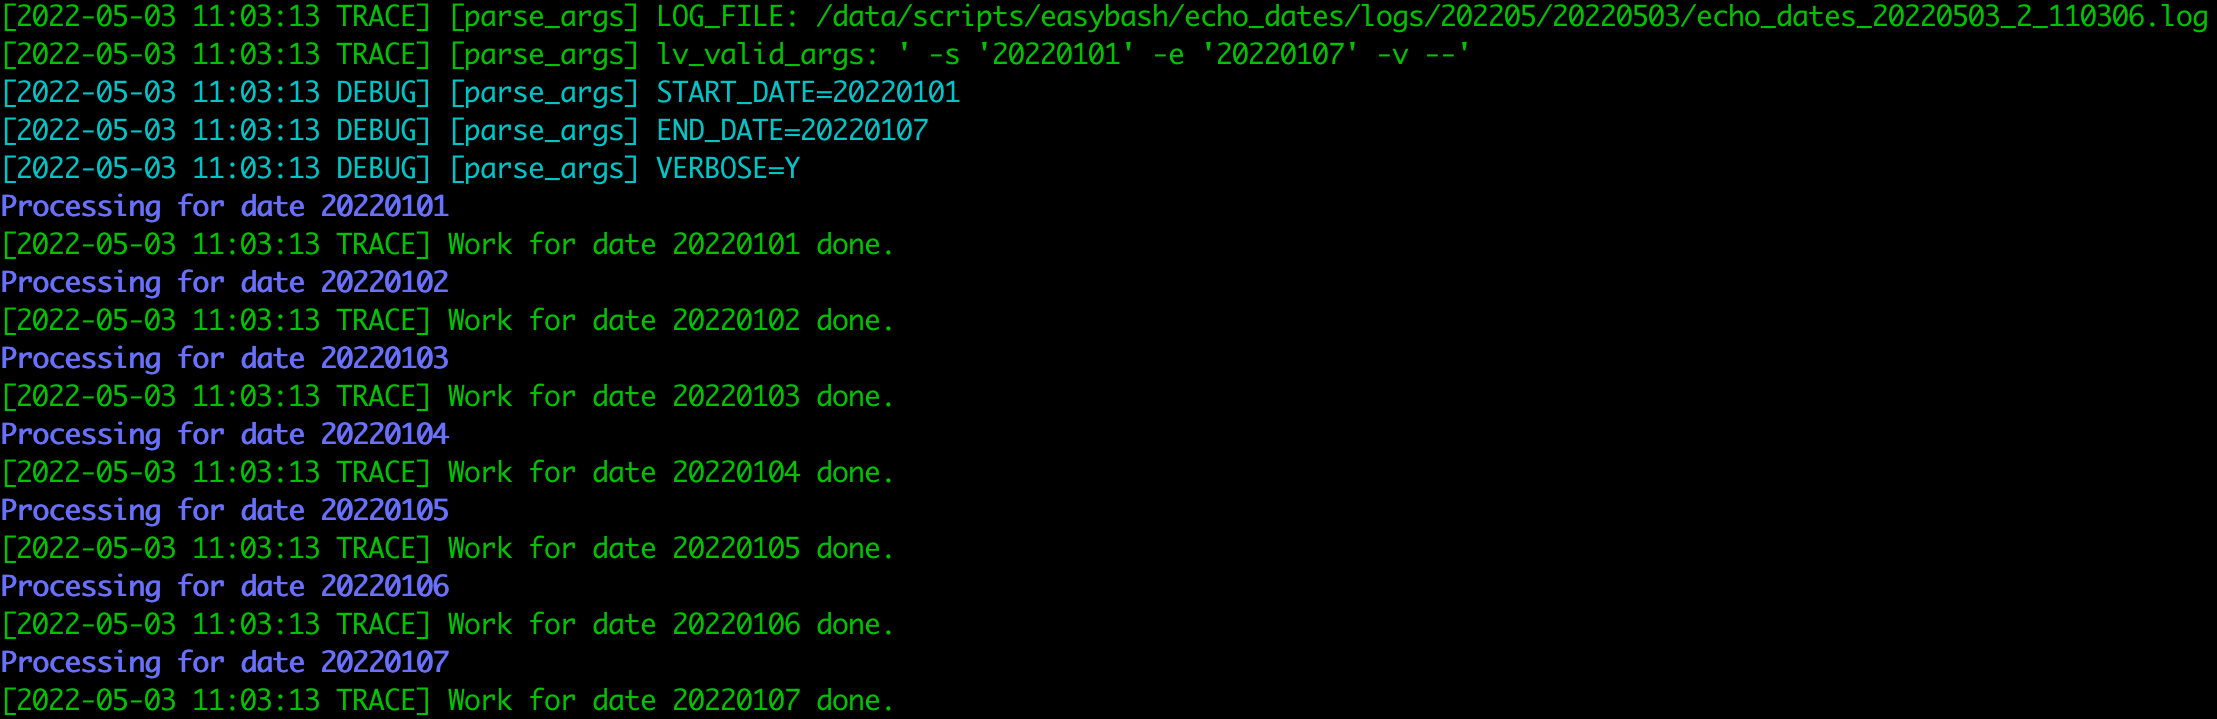 [2022-05-03 11:03:13 TRACE] [parse_args] LOG_FILE: /data/scripts/easybash/echo_dates/logs/202205/20220503/echo_dates_20220503_2_110306.log
[2022-05-03 11:03:13 TRACE] [parse_args] lv_valid_args: ' -s '20220101' -e '20220107' -v --'
[2022-05-03 11:03:13 DEBUG] [parse_args] START_DATE=20220101
[2022-05-03 11:03:13 DEBUG] [parse_args] END_DATE=20220107
[2022-05-03 11:03:13 DEBUG] [parse_args] VERBOSE=Y
Processing for date 20220101
[2022-05-03 11:03:13 TRACE] Work for date 20220101 done.
Processing for date 20220102
[2022-05-03 11:03:13 TRACE] Work for date 20220102 done.
Processing for date 20220103
[2022-05-03 11:03:13 TRACE] Work for date 20220103 done.
Processing for date 20220104
[2022-05-03 11:03:13 TRACE] Work for date 20220104 done.
Processing for date 20220105
[2022-05-03 11:03:13 TRACE] Work for date 20220105 done.
Processing for date 20220106
[2022-05-03 11:03:13 TRACE] Work for date 20220106 done.
Processing for date 20220107
[2022-05-03 11:03:13 TRACE] Work for date 20220107 done.